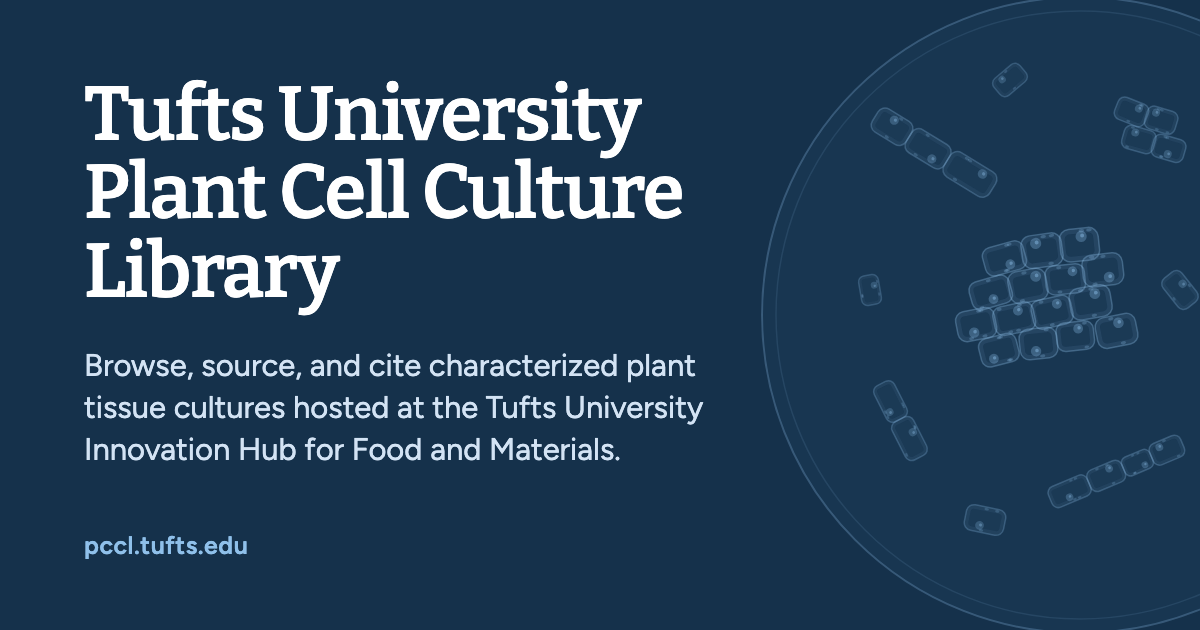 Tufts University
Plant Cell Culture
Library
Browse, source, and cite characterized plant
tissue cultures hosted at the Tufts University
Innovation Hub for Food and Materials.
pccl.tufts.edu